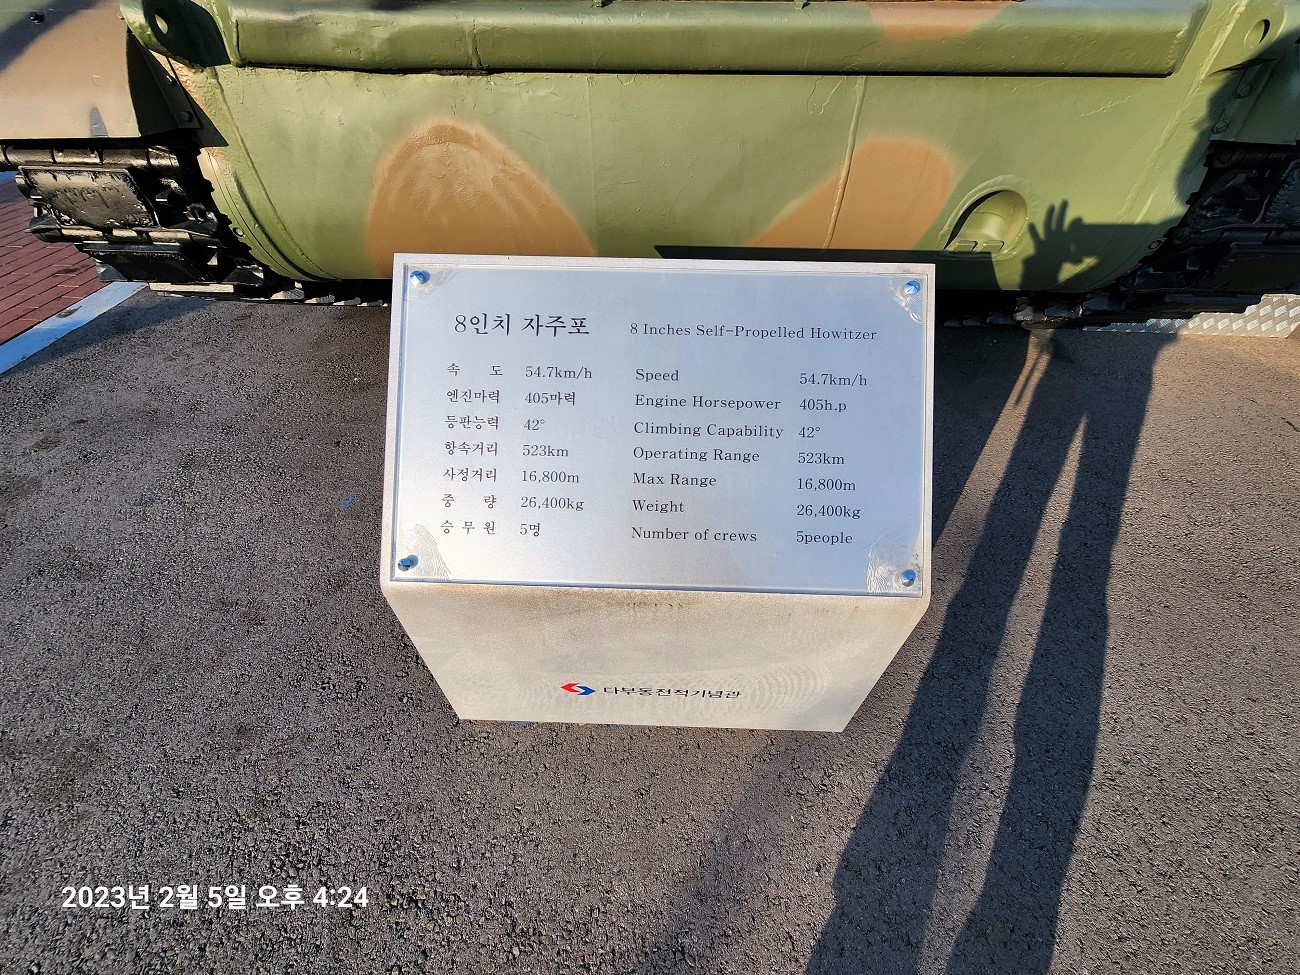 8인치 자주포 8 Inches Self-Propelled Howitzer
속 도 54.7km/h Speed 54.7km/h
엔진마력 405마력 Engine Horsepower 405h.p
등판능력 42° Climbing Capability 42°
항속거리 523km Operating Range 523km
사정거리 16,800m Max Range 16,800m
중 량 26,400kg Weight 26,400kg
승 무 원 5명 Number of crews 5people
다부동전적기념관
2023년 2월 5일 오후 4:24